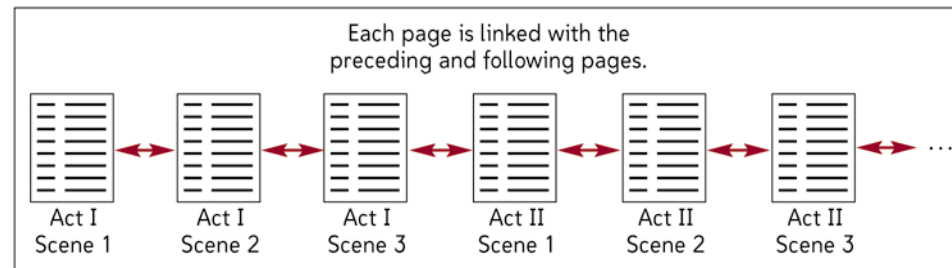 Each page is linked with the
preceding and following pages.
...
Act I Act I Act I Act II Act II Act II
Scene 1 Scene 2 Scene 3 Scene 1 Scene 2 Scene 3